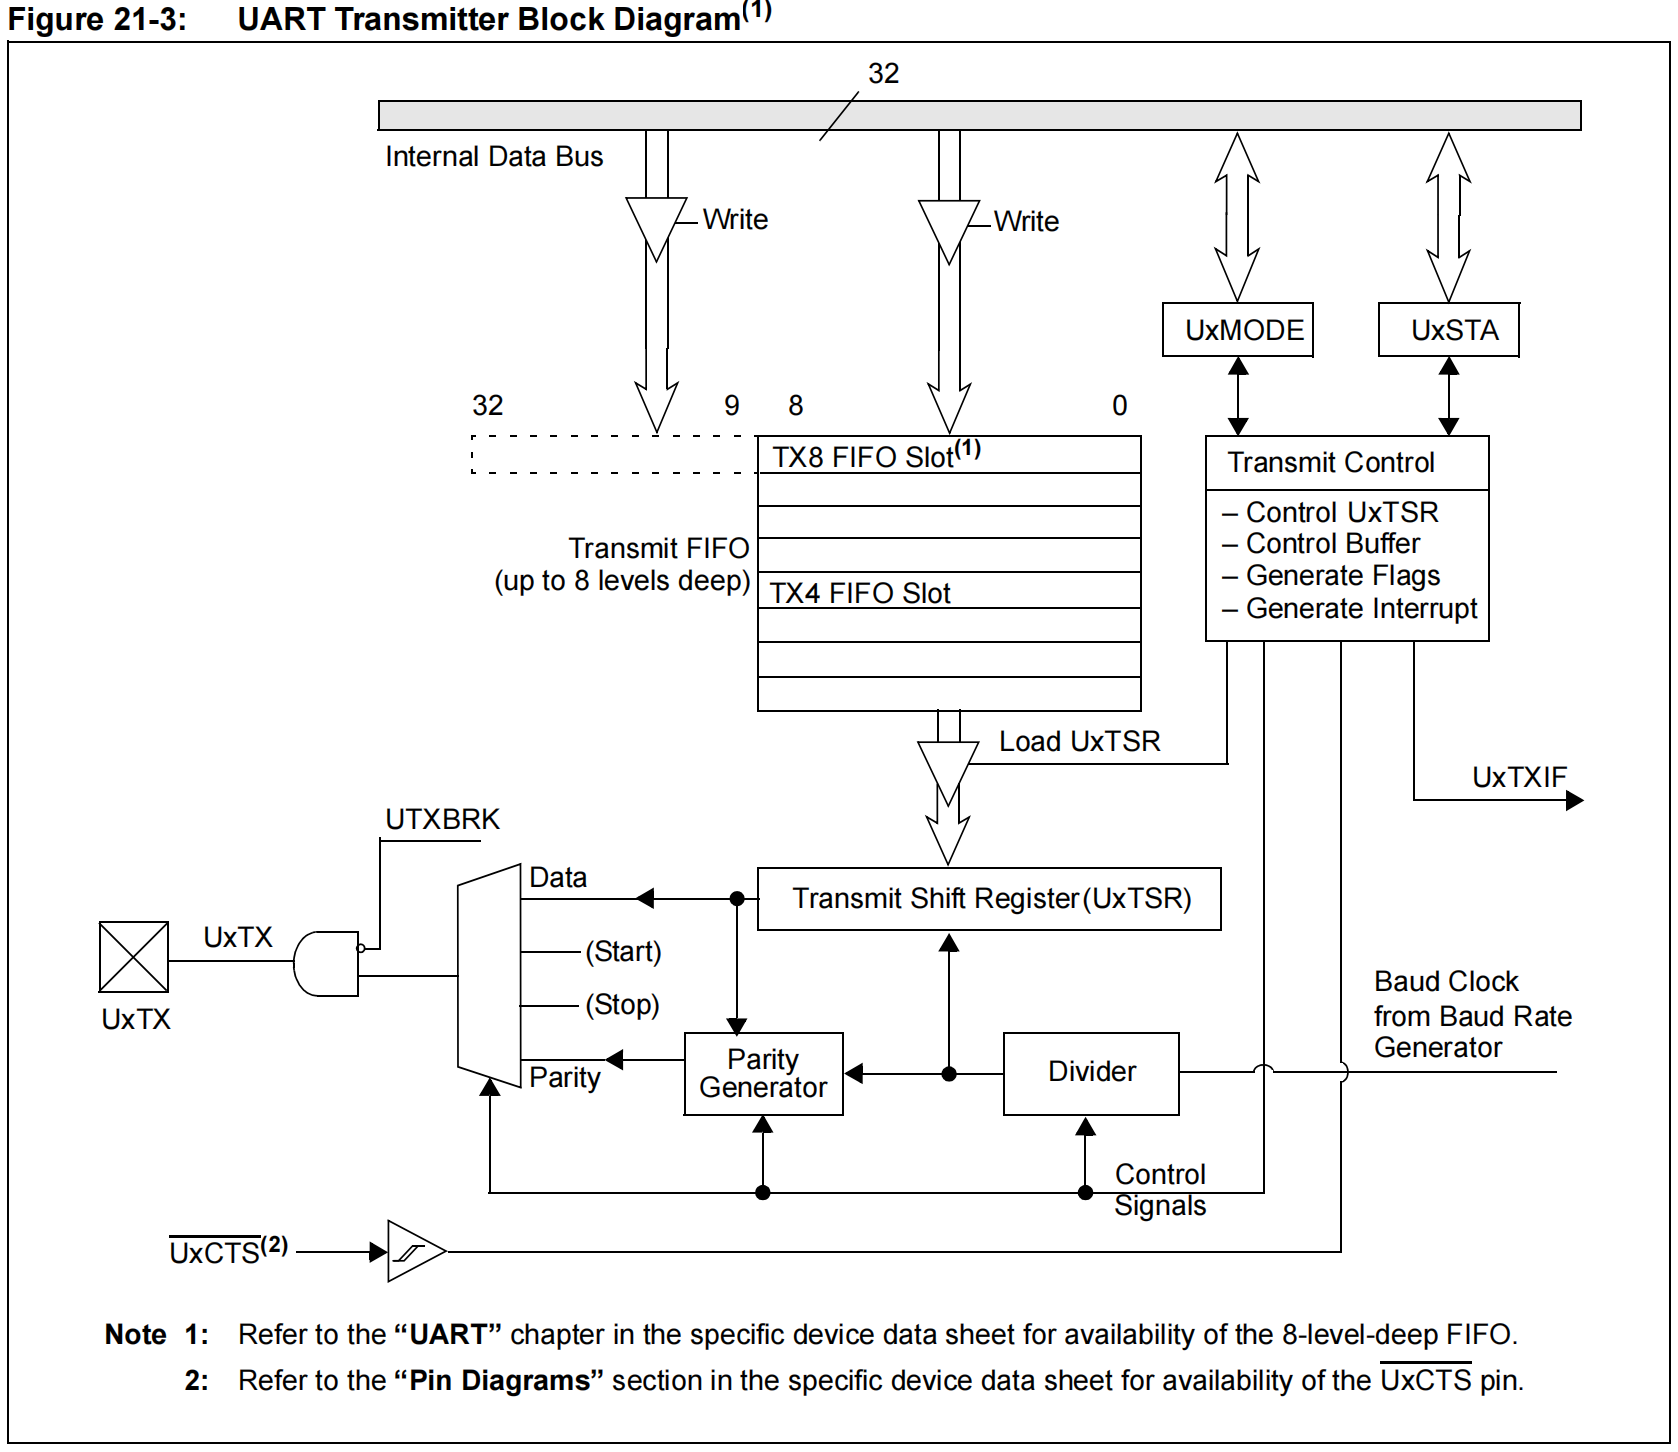 Figure 21-3: UART Transmitter Block Diagram(1)
32
Internal Data Bus
Write
Write
UxMODE
UxSTA
32
9
8
0
TX8 FIFO Slot(1)
Transmit FIFO
(up to 8 levels deep)
TX4 FIFO Slot
Transmit Control
– Control UxTSR
– Control Buffer
– Generate Flags
– Generate Interrupt
Load UxTSR
UxTXIF
UTXBRK
Data
Transmit Shift Register (UxTSR)
UxTX
(Start)
(Stop)
UxTX
Baud Clock
from Baud Rate
Generator
Parity
Generator
Divider
Parity
Control
Signals
UxCTS(2)
Note 1: Refer to the “UART” chapter in the specific device data sheet for availability of the 8-level-deep FIFO.
2: Refer to the “Pin Diagrams” section in the specific device data sheet for availability of the UxCTS pin.